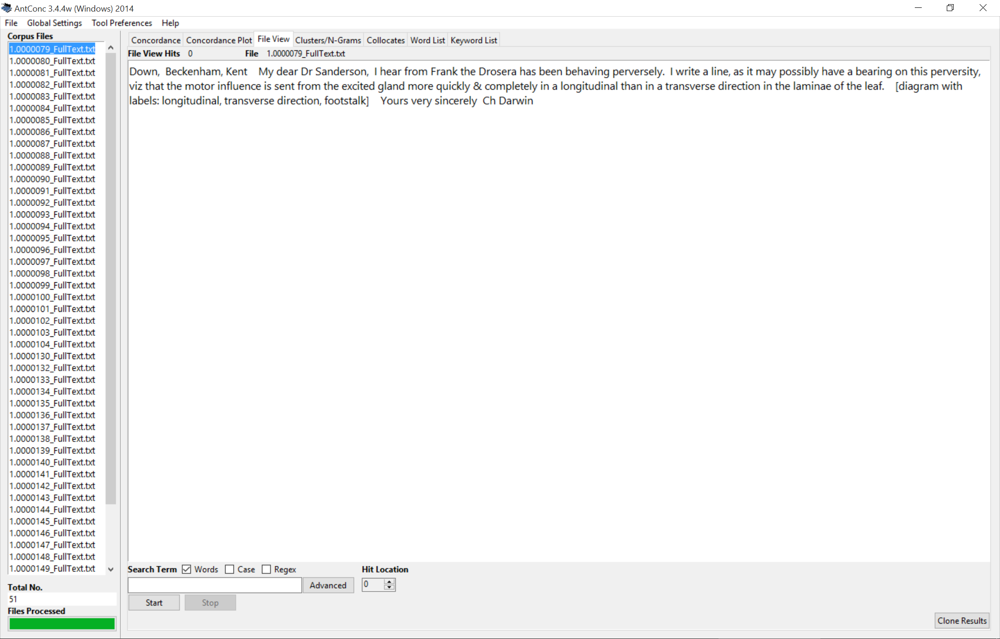 AntConc 3.4.4w (Windows) 2014
File Global Settings Tool Preferences Help
Corpus Files
1.0000079_FullText.txt
1.0000080_FullText.txt
1.0000081_FullText.txt
1.0000082_FullText.txt
1.0000083_FullText.txt
1.0000084_FullText.txt
1.0000085_FullText.txt
1.0000086_FullText.txt
1.0000087_FullText.txt
1.0000088_FullText.txt
1.0000089_FullText.txt
1.0000090_FullText.txt
1.0000091_FullText.txt
1.0000092_FullText.txt
1.0000093_FullText.txt
1.0000094_FullText.txt
1.0000095_FullText.txt
1.0000096_FullText.txt
1.0000097_FullText.txt
1.0000098_FullText.txt
1.0000099_FullText.txt
1.0000100_FullText.txt
1.0000101_FullText.txt
1.0000102_FullText.txt
1.0000103_FullText.txt
1.0000104_FullText.txt
1.0000130_FullText.txt
1.0000132_FullText.txt
1.0000133_FullText.txt
1.0000134_FullText.txt
1.0000135_FullText.txt
1.0000136_FullText.txt
1.0000137_FullText.txt
1.0000138_FullText.txt
1.0000139_FullText.txt
1.0000140_FullText.txt
1.0000141_FullText.txt
1.0000142_FullText.txt
1.0000143_FullText.txt
1.0000144_FullText.txt
1.0000145_FullText.txt
1.0000146_FullText.txt
1.0000147_FullText.txt
1.0000148_FullText.txt
1.0000149_FullText.txt
Total No.
51
Files Processed
Concordance Concordance Plot File View Clusters/N-Grams Collocates Word List Keyword List
File View Hits 0 File 1.0000079_FullText.txt
Down, Beckenham, Kent My dear Dr Sanderson, I hear from Frank the Drosera has been behaving perversely. I write a line, as it may possibly have a bearing on this perversity,
viz that the motor influence is sent from the excited gland more quickly & completely in a longitudinal than in a transverse direction in the laminae of the leaf. [diagram with
labels: longitudinal, transverse direction, footstalk] Yours very sincerely Ch Darwin
Search Term Words Case Regex Hit Location
Advanced 0
Start Stop
Clone Results